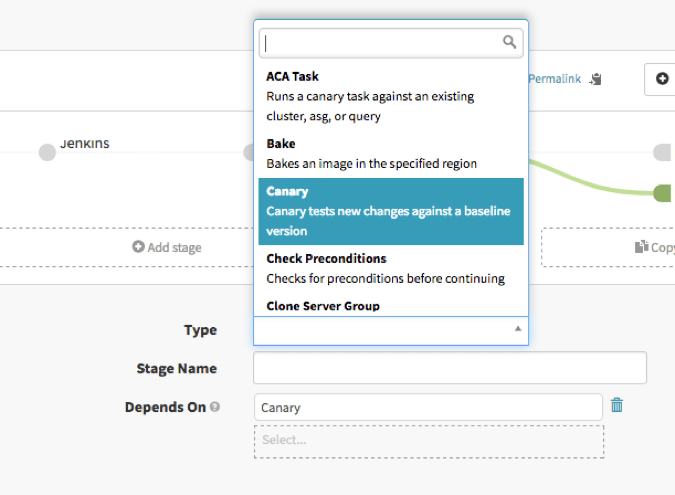 ACA Task
Runs a canary task against an existing
cluster, asg, or query
Permalink
Jenkins
Bake
Bakes an image in the specified region
Canary
Canary tests new changes against a baseline
version
Add stage
Copy
Check Preconditions
Checks for preconditions before continuing
Clone Server Group
Type
Stage Name
Depends On
Canary
Select...